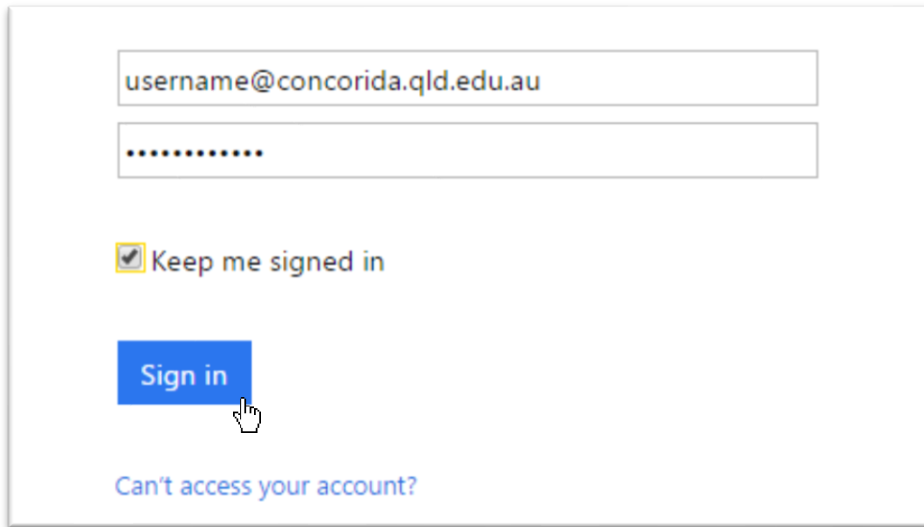 username@concorida.qld.edu.au
••••••••••••
Keep me signed in
Sign in
Can't access your account?